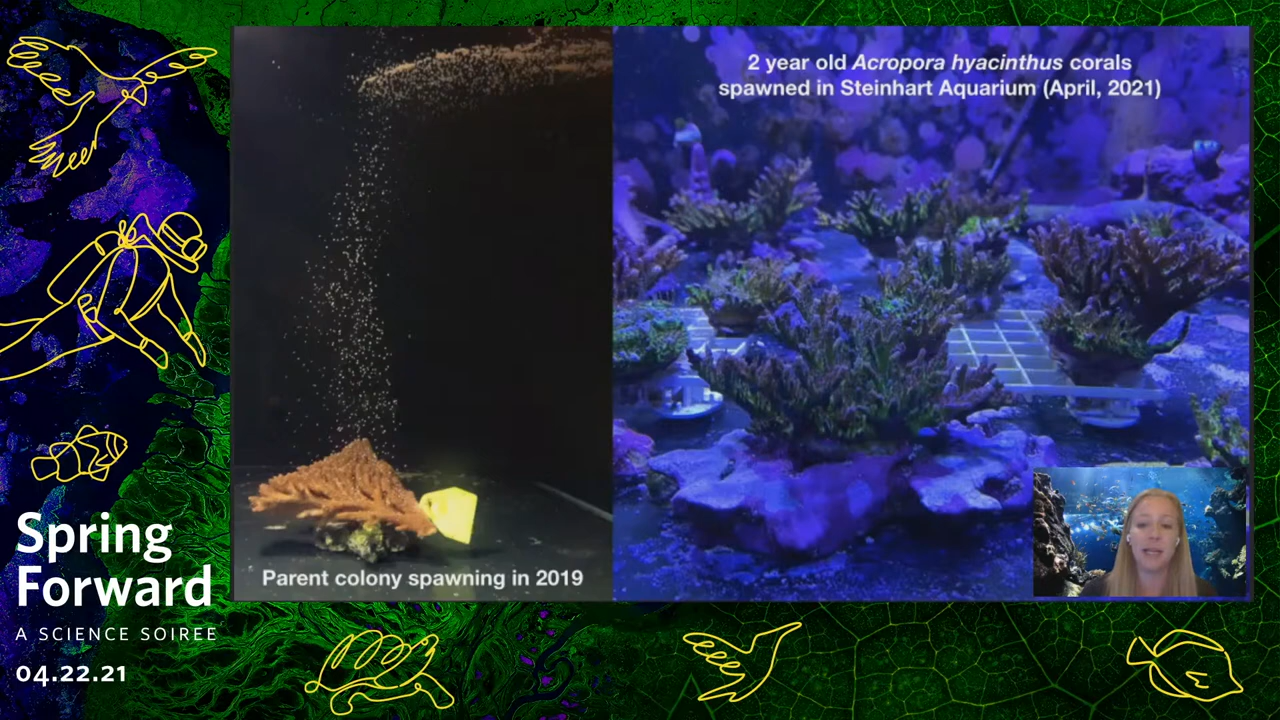 2 year old Acropora hyacinthus corals
spawned in Steinhart Aquarium (April, 2021)
Parent colony spawning in 2019
Spring
Forward
A SCIENCE SOIREE
04.22.21